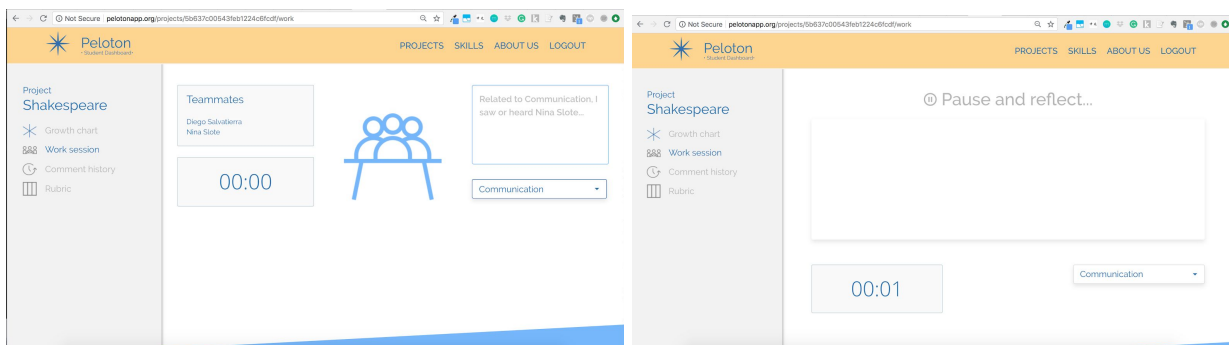 Not Secure | pelotonapp.org/projects/5b637c00543feb1224c6fcdf/work
Peloton
• Student Dashboard•
PROJECTS SKILLS ABOUT US LOGOUT
Project
Shakespeare
Growth chart
Work session
Comment history
Rubric
Teammates
Diego Salvatierra
Nina Slote
00:00
Related to Communication, I
saw or heard Nina Slote...
Communication
Not Secure | pelotonapp.org/projects/5b637c00543feb1224c6fcdf/work
Peloton
• Student Dashboard•
PROJECTS SKILLS ABOUT US LOGOUT
Project
Shakespeare
Growth chart
Work session
Comment history
Rubric
Pause and reflect...
00:01
Communication